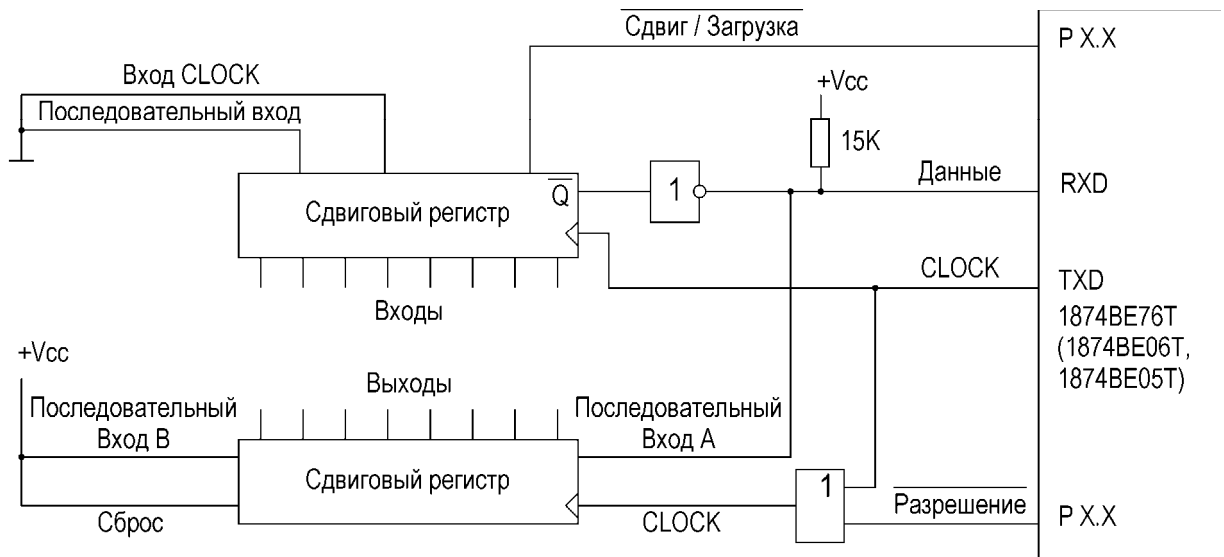 Сдвиг / Загрузка
P X.X
Вход CLOCK
+Vcc
Последовательный вход
15K
Данные
RXD
Сдвиговый регистр
Q
1
CLOCK
TXD
Входы
1874ВЕ76Т
(1874ВЕ06Т,
1874ВЕ05Т)
+Vcc
Выходы
Последовательный
Вход В
Последовательный
Вход А
Сдвиговый регистр
1
Разрешение
Сброс
CLOCK
P X.X